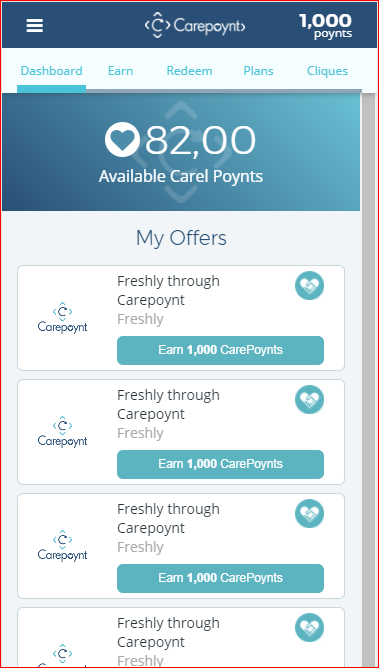 Carepoynt
1,000
poynts
Dashboard Earn Redeem Plans Cliques
82,00
Available Carel Poynts
My Offers
Freshly through
Carepoynt
Freshly
Carepoynt
Earn 1,000 CarePoynts
Freshly through
Carepoynt
Freshly
Carepoynt
Earn 1,000 CarePoynts
Freshly through
Carepoynt
Freshly
Carepoynt
Earn 1,000 CarePoynts
Freshly through
Carepoynt
Freshly
Carepoynt